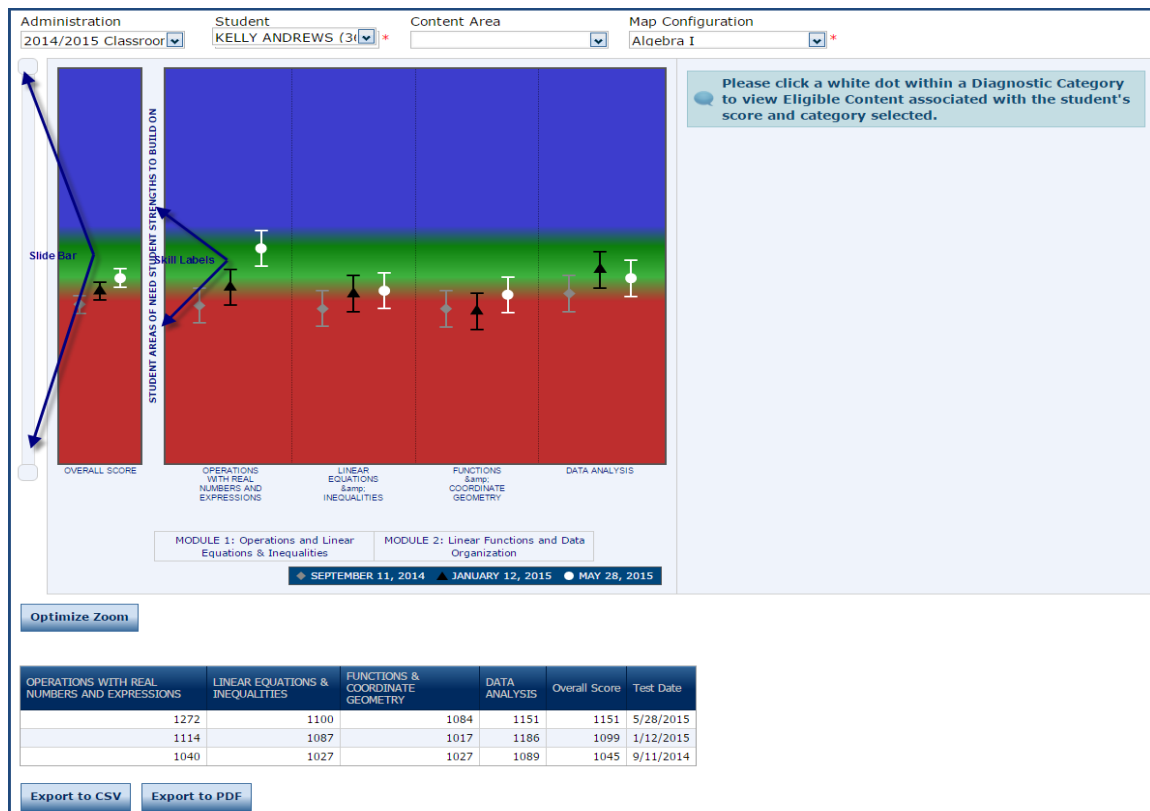 Administration
Student
Content Area
Map Configuration
2014/2015 Classroor
KELLY ANDREWS (3(
*
Algebra I
*
Please click a white dot within a Diagnostic Category
to view Eligible Content associated with the student's
score and category selected.
Slide Bar
STUDENT AREAS OF NEED STUDENT STRENGTHS TO BUILD ON
Skill Labels
OVERALL SCORE
OPERATIONS
WITH REAL
NUMBERS AND
EXPRESSIONS
LINEAR
EQUATIONS
&amp;
INEQUALITIES
FUNCTIONS
&amp;
COORDINATE
GEOMETRY
DATA ANALYSIS
MODULE 1: Operations and Linear
Equations & Inequalities
MODULE 2: Linear Functions and Data
Organization
SEPTEMBER 11, 2014 JANUARY 12, 2015 MAY 28, 2015
Optimize Zoom
OPERATIONS WITH REAL
NUMBERS AND EXPRESSIONS
LINEAR EQUATIONS &
INEQUALITIES
FUNCTIONS &
COORDINATE
GEOMETRY
DATA
ANALYSIS
Overall Score
Test Date
1272 1100 1084 1151 1151 5/28/2015
1114 1087 1017 1186 1099 1/12/2015
1040 1027 1027 1089 1045 9/11/2014
Export to CSV
Export to PDF